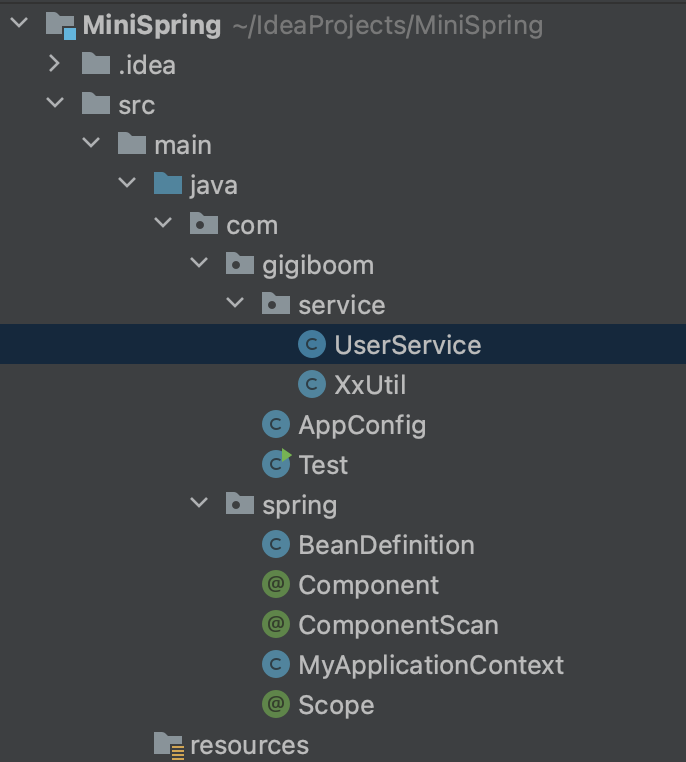 MiniSpring ~/IdeaProjects/MiniSpring
.idea
src
main
java
com
gigiboom
service
C UserService
C XxUtil
C AppConfig
C Test
spring
C BeanDefinition
@ Component
@ ComponentScan
C MyApplicationContext
@ Scope
resources